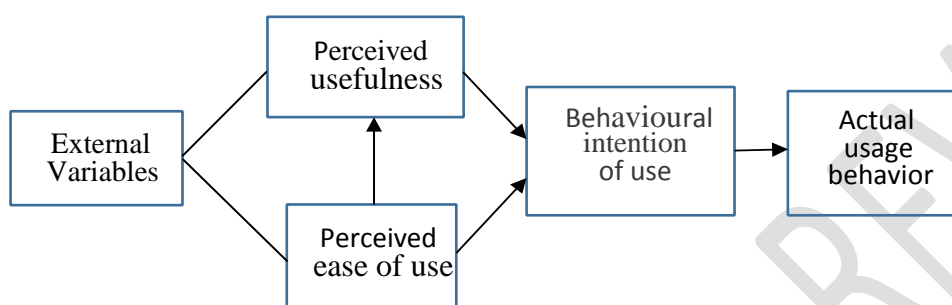 External
Variables
Perceived
usefulness
Perceived
ease of use
Behavioural
intention
of use
Actual
usage
behavior